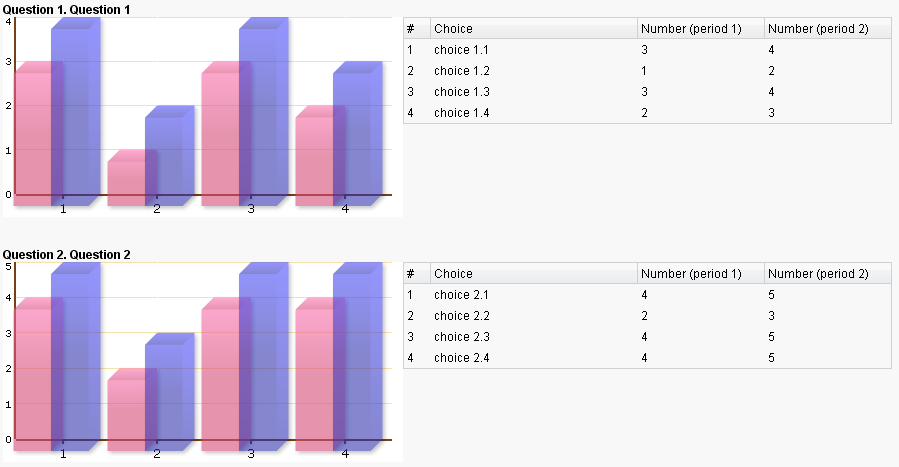 Question 1. Question 1
4
3
2
1
0
1 2 3 4
# Choice Number (period 1) Number (period 2)
1 choice 1.1 3 4
2 choice 1.2 1 2
3 choice 1.3 3 4
4 choice 1.4 2 3
Question 2. Question 2
5
4
3
2
1
0
1 2 3 4
# Choice Number (period 1) Number (period 2)
1 choice 2.1 4 5
2 choice 2.2 2 3
3 choice 2.3 4 5
4 choice 2.4 4 5